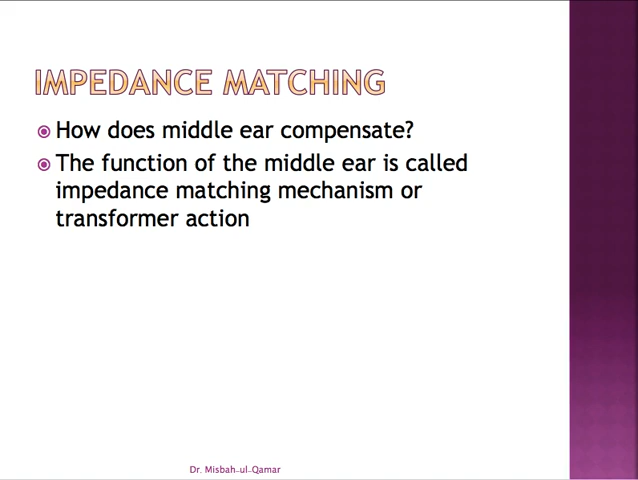 IMPEDANCE MATCHING
How does middle ear compensate?
The function of the middle ear is called
impedance matching mechanism or
transformer action
Dr. Misbah-ul-Qamar